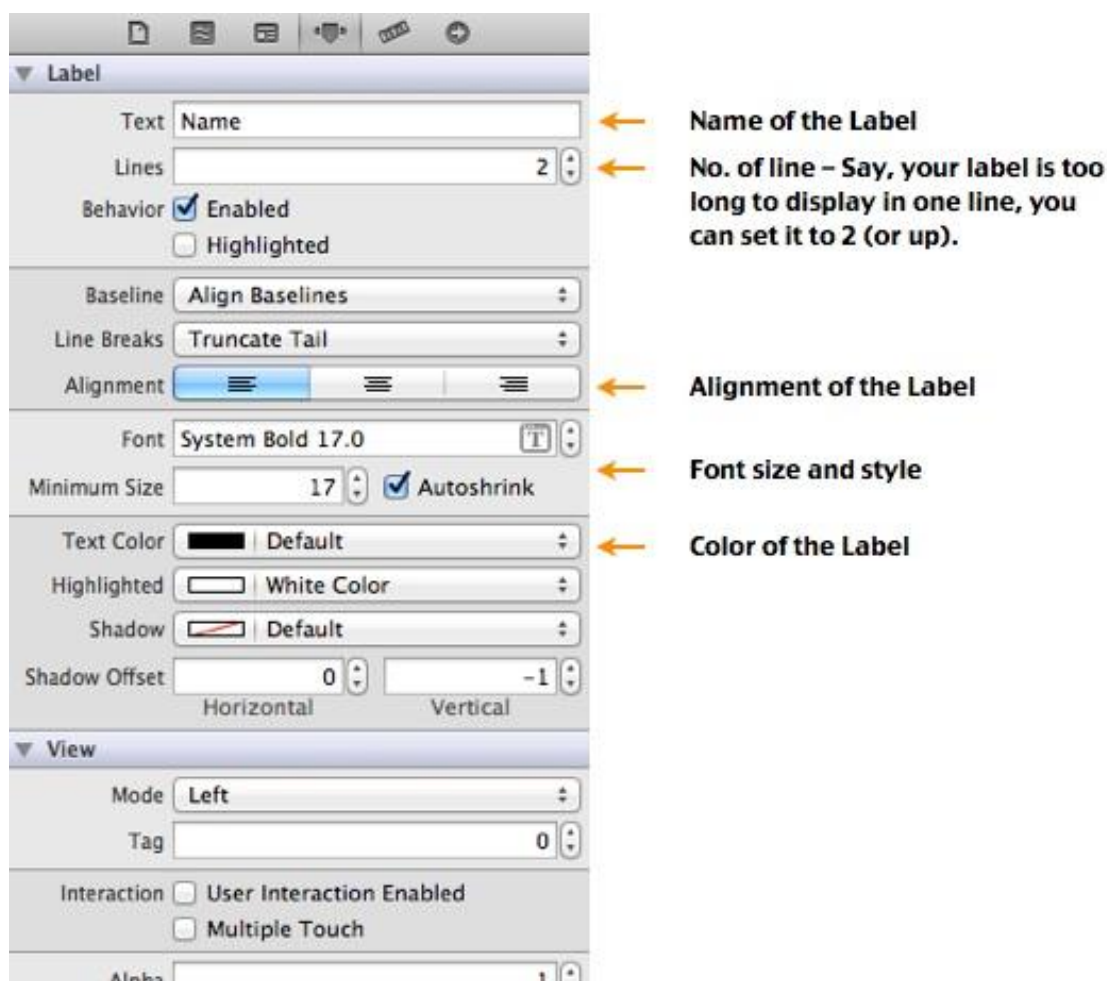 Label
Text Name
Name of the Label
Lines 2
No. of line – Say, your label is too
long to display in one line, you
can set it to 2 (or up).
Behavior Enabled
Highlighted
Baseline Align Baselines
Line Breaks Truncate Tail
Alignment
Alignment of the Label
Font System Bold 17.0 T
Font size and style
Minimum Size 17 Autoshrink
Text Color Default
Color of the Label
Highlighted White Color
Shadow Default
Shadow Offset 0 -1
Horizontal Vertical
View
Mode Left
Tag 0
Interaction User Interaction Enabled
Multiple Touch
Alpha 1